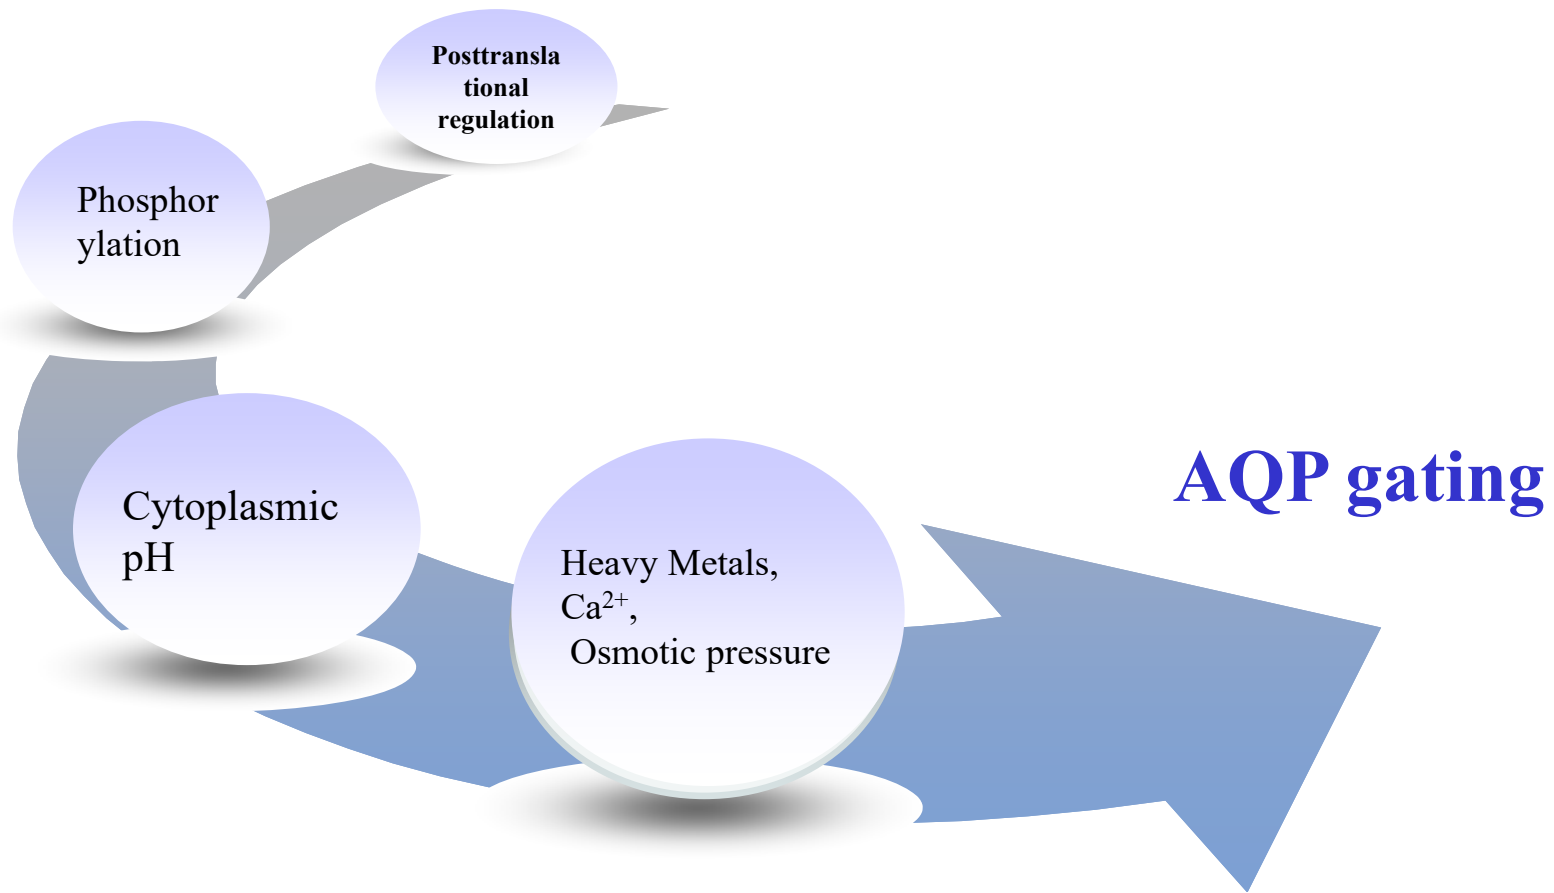 Posttransla
tional
regulation
Phosphor
ylation
Cytoplasmic
pH
Heavy Metals,
Ca²⁺,
Osmotic pressure
AQP gating